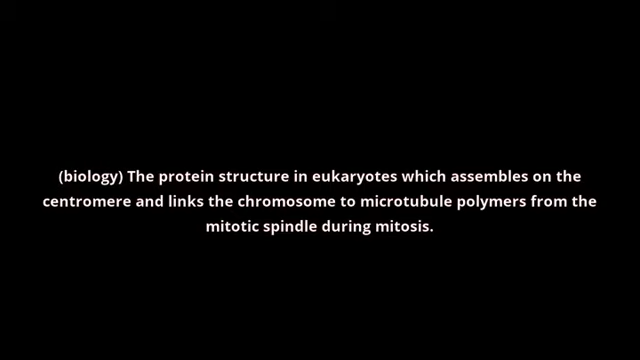 (biology) The protein structure in eukaryotes which assembles on the
centromere and links the chromosome to microtubule polymers from the
mitotic spindle during mitosis.